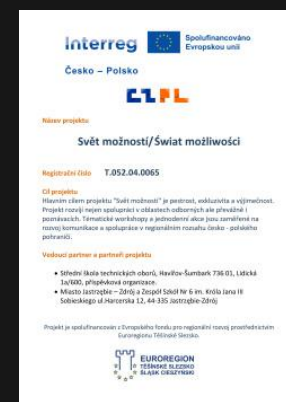 Interreg
Spolufinancováno
Evropskou unií
Česko – Polsko
CZPL
Název projektu
Svět možností/Świat możliwości
Registrační číslo T.052.04.0065
Cíl projektu
Hlavním cílem projektu "Svět možností" je pestrost, exkluzivita a výjimečnost.
Projekt rozvíjí nejen spolupráci v oblastech odborných ale převážně i
poznávacích. Tématické workshopy a jednodenní akce jsou zaměřené na
rozvoj komunikace a spolupráce v regionálním rozsahu česko - polského
pohraničí.
Vedoucí partner a partneři projektu
• Střední škola technických oborů, Havířov-Šumbark 736 01, Lidická
1a/600, příspěvková organizace.
• Miasto Jastrzębie – Zdrój a Zespół Szkół Nr 6 im. Króla Jana III
Sobieskiego ul.Harcerska 12, 44-335 Jastrzębie-Zdrój
Projekt je spolufinancován z Evropského fondu pro regionální rozvoj prostřednictvím
Euroregionu Těšínské Slezsko.
EUROREGION
TĚŠÍNSKÉ SLEZSKO
ŚLĄSK CIESZYŃSKI